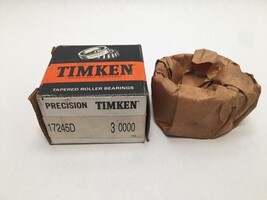 TIMKEN
TAPERED ROLLER BEARINGS
PRECISION TIMKEN
17245D 3 0000